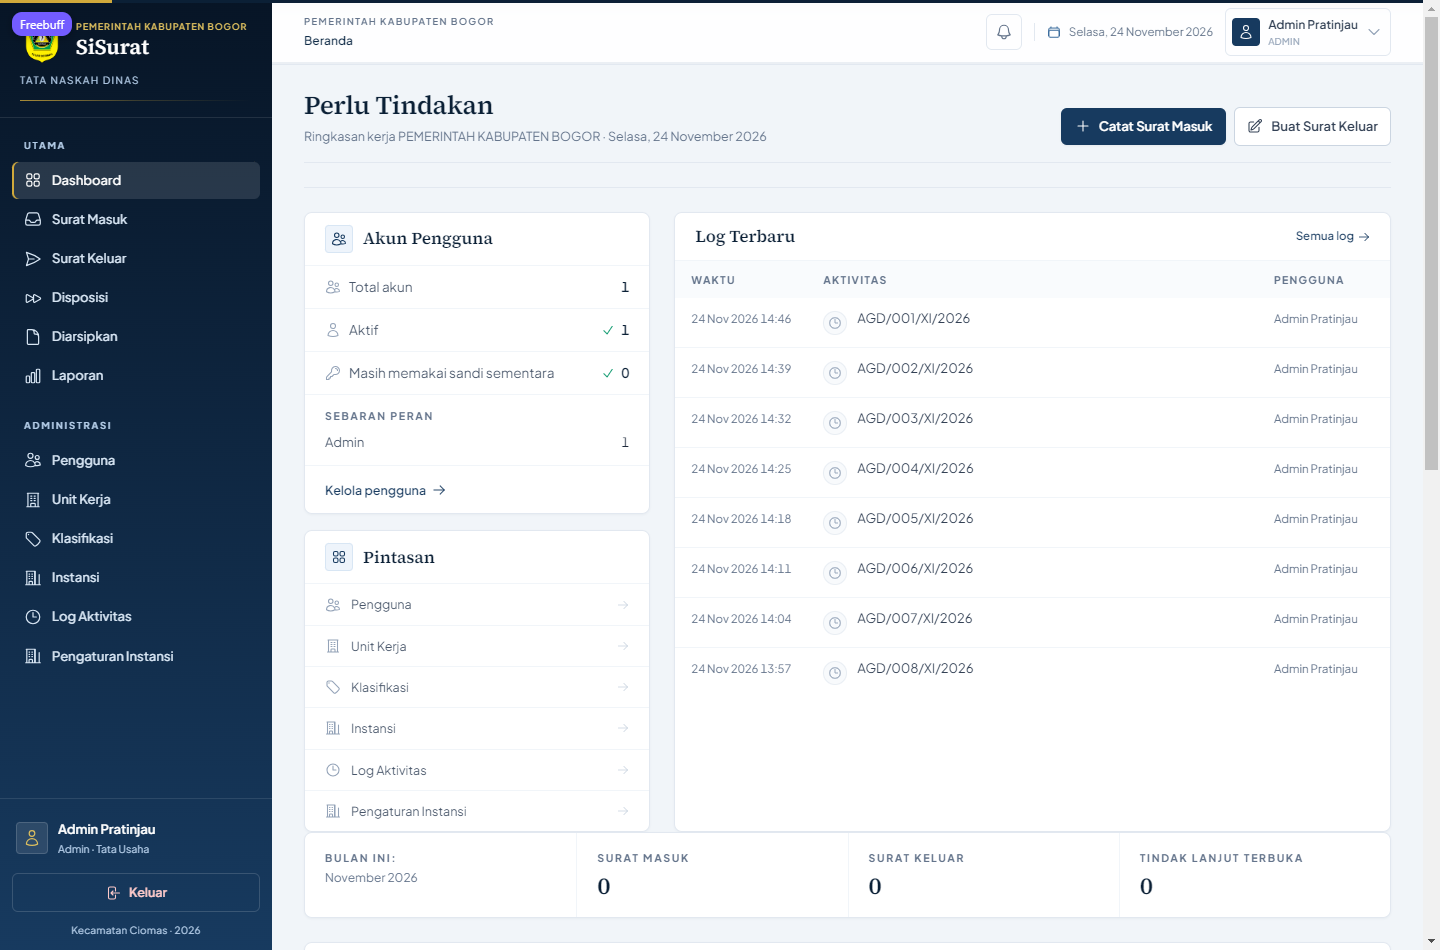 Freebuff
PEMERINTAH KABUPATEN BOGOR
SiSurat
TATA NASKAH DINAS
UTAMA
Dashboard
Surat Masuk
Surat Keluar
Disposisi
Diarsipkan
Laporan
ADMINISTRASI
Pengguna
Unit Kerja
Klasifikasi
Instansi
Log Aktivitas
Pengaturan Instansi
Admin Pratinjau
Admin · Tata Usaha
Keluar
Kecamatan Ciomas · 2026
PEMERINTAH KABUPATEN BOGOR
Beranda
Selasa, 24 November 2026
Admin Pratinjau
ADMIN
Perlu Tindakan
Ringkasan kerja PEMERINTAH KABUPATEN BOGOR · Selasa, 24 November 2026
Catat Surat Masuk
Buat Surat Keluar
Akun Pengguna
Total akun 1
Aktif 1
Masih memakai sandi sementara 0
SEBARAN PERAN
Admin 1
Kelola pengguna →
Pintasan
Pengguna →
Unit Kerja →
Klasifikasi →
Instansi →
Log Aktivitas →
Pengaturan Instansi →
Log Terbaru
Semua log →
WAKTU AKTIVITAS PENGGUNA
24 Nov 2026 14:46 AGD/001/XI/2026 Admin Pratinjau
24 Nov 2026 14:39 AGD/002/XI/2026 Admin Pratinjau
24 Nov 2026 14:32 AGD/003/XI/2026 Admin Pratinjau
24 Nov 2026 14:25 AGD/004/XI/2026 Admin Pratinjau
24 Nov 2026 14:18 AGD/005/XI/2026 Admin Pratinjau
24 Nov 2026 14:11 AGD/006/XI/2026 Admin Pratinjau
24 Nov 2026 14:04 AGD/007/XI/2026 Admin Pratinjau
24 Nov 2026 13:57 AGD/008/XI/2026 Admin Pratinjau
BULAN INI:
November 2026
SURAT MASUK
0
SURAT KELUAR
0
TINDAK LANJUT TERBUKA
0